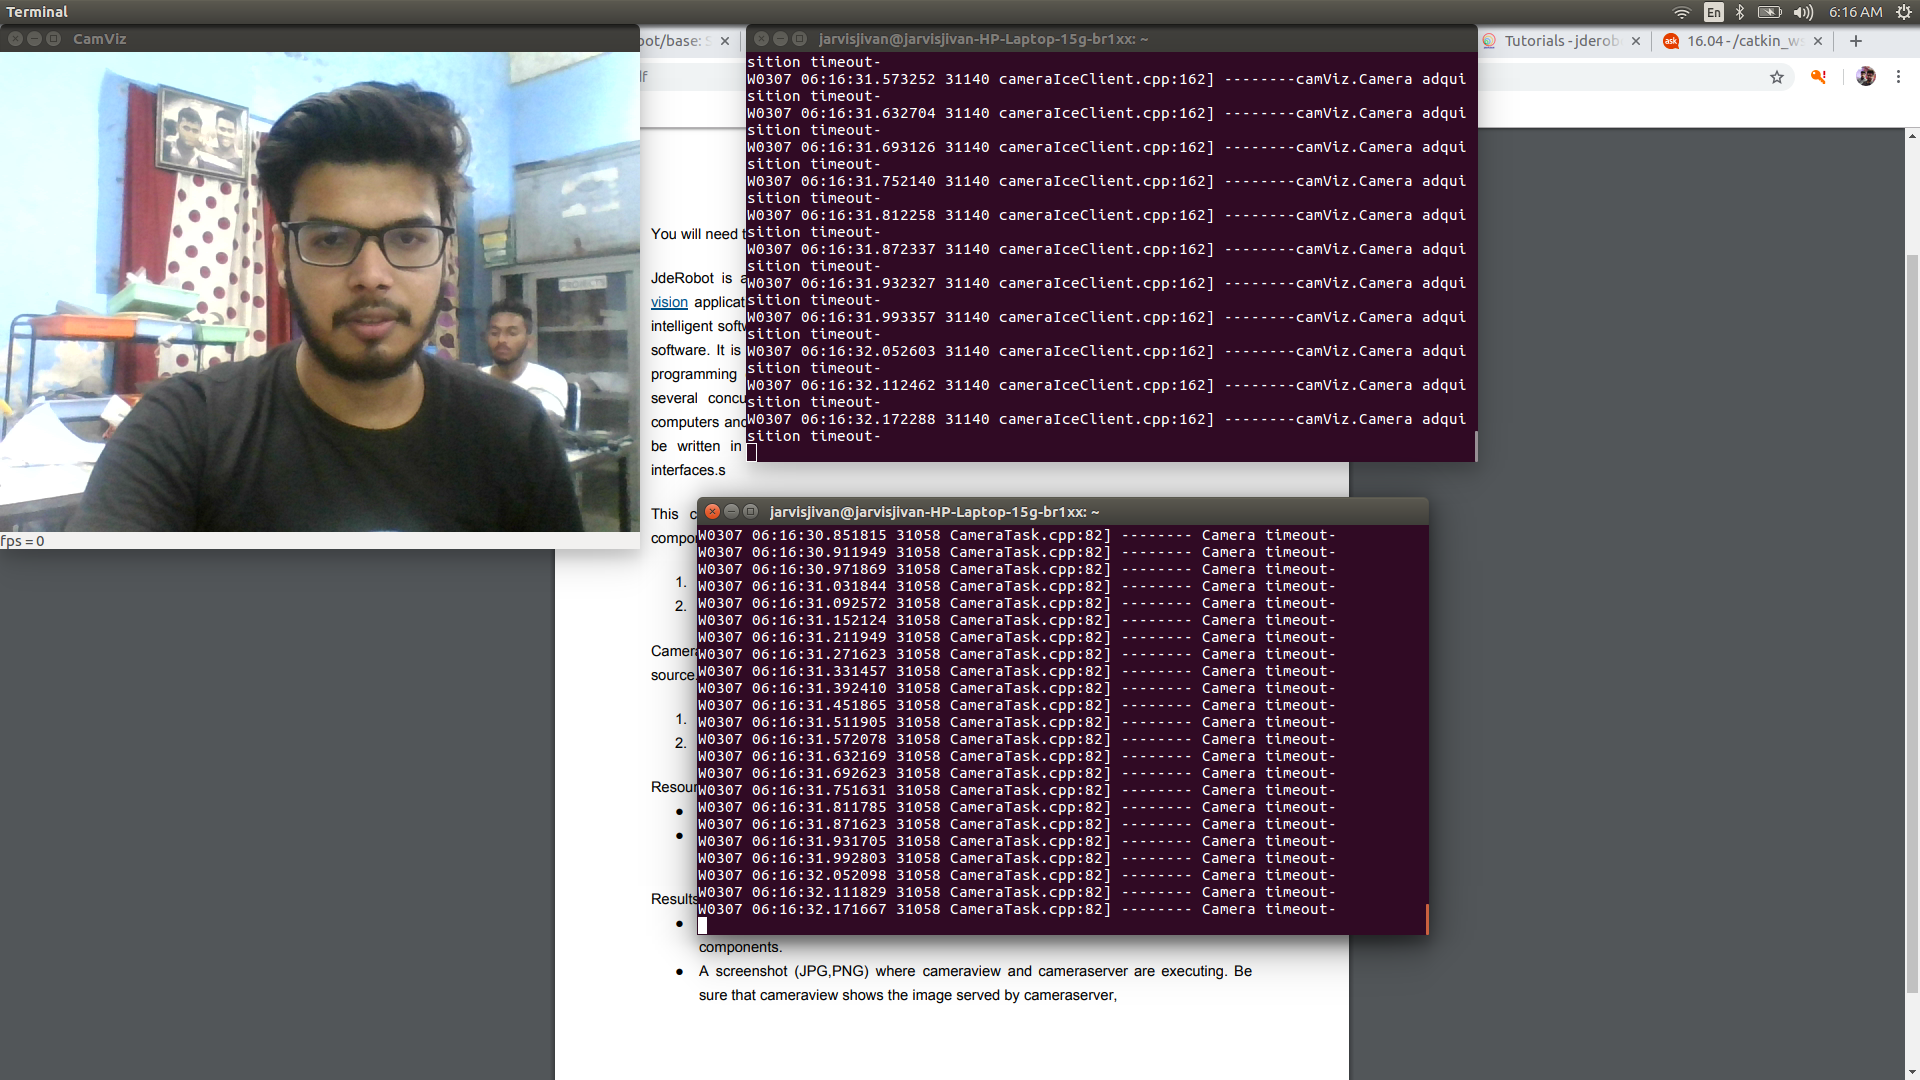 Terminal
En
6:16 AM
CamViz
PROJECTS
fps = 0
ot/base: S
jarvisjivan@jarvisjivan-HP-Laptop-15g-br1xx: ~
Tutorials - jderob
16.04 - /catkin_ws
df
sition timeout-
W0307 06:16:31.573252 31140 cameraIceClient.cpp:162] --------camViz.Camera adqui
sition timeout-
W0307 06:16:31.632704 31140 cameraIceClient.cpp:162] --------camViz.Camera adqui
sition timeout-
W0307 06:16:31.693126 31140 cameraIceClient.cpp:162] --------camViz.Camera adqui
sition timeout-
W0307 06:16:31.752140 31140 cameraIceClient.cpp:162] --------camViz.Camera adqui
sition timeout-
W0307 06:16:31.812258 31140 cameraIceClient.cpp:162] --------camViz.Camera adqui
sition timeout-
W0307 06:16:31.872337 31140 cameraIceClient.cpp:162] --------camViz.Camera adqui
sition timeout-
W0307 06:16:31.932327 31140 cameraIceClient.cpp:162] --------camViz.Camera adqui
sition timeout-
W0307 06:16:31.993357 31140 cameraIceClient.cpp:162] --------camViz.Camera adqui
sition timeout-
W0307 06:16:32.052603 31140 cameraIceClient.cpp:162] --------camViz.Camera adqui
sition timeout-
W0307 06:16:32.112462 31140 cameraIceClient.cpp:162] --------camViz.Camera adqui
sition timeout-
W0307 06:16:32.172288 31140 cameraIceClient.cpp:162] --------camViz.Camera adqui
sition timeout-
You will need t
JdeRobot is a
vision applicat
intelligent softw
software. It is
programming
several concu
computers and
be written in
interfaces.s
This c
compo
1.
2.
Camera
source,
1.
2.
Resour
●
●
Results
●
jarvisjivan@jarvisjivan-HP-Laptop-15g-br1xx: ~
W0307 06:16:30.851815 31058 CameraTask.cpp:82] -------- Camera timeout-
W0307 06:16:30.911949 31058 CameraTask.cpp:82] -------- Camera timeout-
W0307 06:16:30.971869 31058 CameraTask.cpp:82] -------- Camera timeout-
W0307 06:16:31.031844 31058 CameraTask.cpp:82] -------- Camera timeout-
W0307 06:16:31.092572 31058 CameraTask.cpp:82] -------- Camera timeout-
W0307 06:16:31.152124 31058 CameraTask.cpp:82] -------- Camera timeout-
W0307 06:16:31.211949 31058 CameraTask.cpp:82] -------- Camera timeout-
W0307 06:16:31.271623 31058 CameraTask.cpp:82] -------- Camera timeout-
W0307 06:16:31.331457 31058 CameraTask.cpp:82] -------- Camera timeout-
W0307 06:16:31.392410 31058 CameraTask.cpp:82] -------- Camera timeout-
W0307 06:16:31.451865 31058 CameraTask.cpp:82] -------- Camera timeout-
W0307 06:16:31.511905 31058 CameraTask.cpp:82] -------- Camera timeout-
W0307 06:16:31.572078 31058 CameraTask.cpp:82] -------- Camera timeout-
W0307 06:16:31.632169 31058 CameraTask.cpp:82] -------- Camera timeout-
W0307 06:16:31.692623 31058 CameraTask.cpp:82] -------- Camera timeout-
W0307 06:16:31.751631 31058 CameraTask.cpp:82] -------- Camera timeout-
W0307 06:16:31.811785 31058 CameraTask.cpp:82] -------- Camera timeout-
W0307 06:16:31.871623 31058 CameraTask.cpp:82] -------- Camera timeout-
W0307 06:16:31.931705 31058 CameraTask.cpp:82] -------- Camera timeout-
W0307 06:16:31.992803 31058 CameraTask.cpp:82] -------- Camera timeout-
W0307 06:16:32.052098 31058 CameraTask.cpp:82] -------- Camera timeout-
W0307 06:16:32.111829 31058 CameraTask.cpp:82] -------- Camera timeout-
W0307 06:16:32.171667 31058 CameraTask.cpp:82] -------- Camera timeout-
components.
● A screenshot (JPG,PNG) where cameraview and cameraserver are executing. Be
sure that cameraview shows the image served by cameraserver,